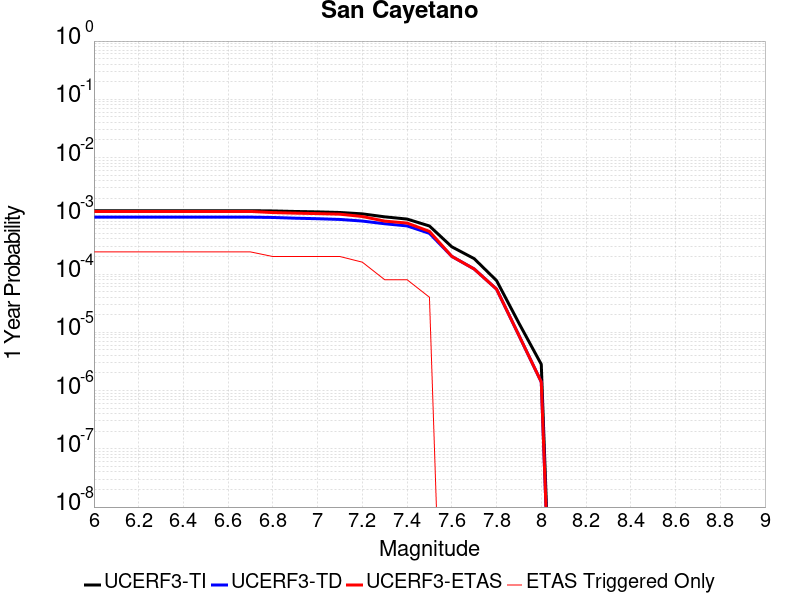 San Cayetano
10^0
10^-1
10^-2
10^-3
10^-4
10^-5
10^-6
10^-7
10^-8
1 Year Probability
6 6.2 6.4 6.6 6.8 7 7.2 7.4 7.6 7.8 8 8.2 8.4 8.6 8.8 9
Magnitude
UCERF3-TI UCERF3-TD UCERF3-ETAS ETAS Triggered Only